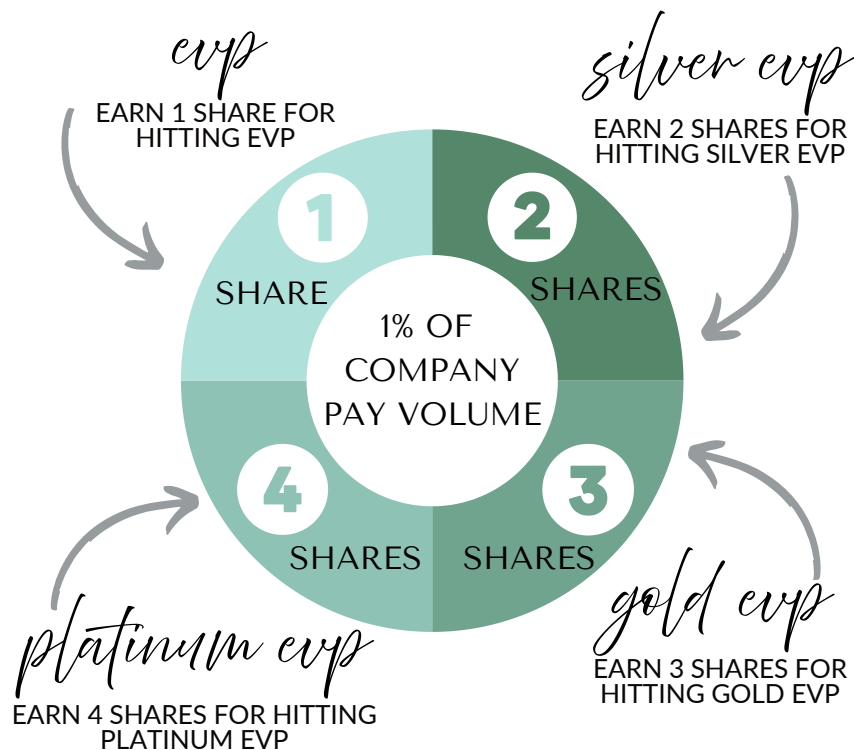 evp
EARN 1 SHARE FOR
HITTING EVP
silver evp
EARN 2 SHARES FOR
HITTING SILVER EVP
1
SHARE
2
SHARES
1% OF
COMPANY
PAY VOLUME
4
SHARES
3
SHARES
platinum evp
EARN 4 SHARES FOR HITTING
PLATINUM EVP
gold evp
EARN 3 SHARES FOR
HITTING GOLD EVP